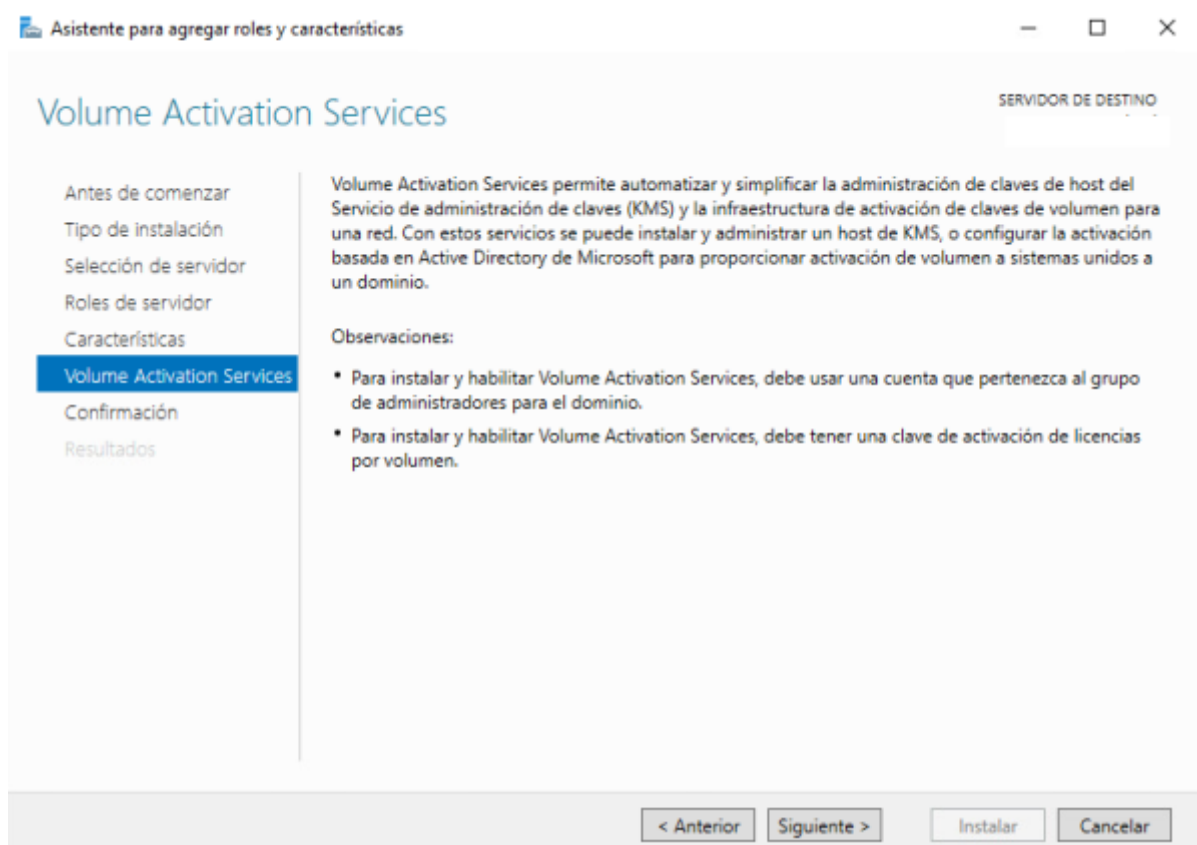 Asistente para agregar roles y características
Volume Activation Services
SERVIDOR DE DESTINO
Antes de comenzar
Tipo de instalación
Selección de servidor
Roles de servidor
Características
Volume Activation Services
Confirmación
Resultados
Volume Activation Services permite automatizar y simplificar la administración de claves de host del
Servicio de administración de claves (KMS) y la infraestructura de activación de claves de volumen para
una red. Con estos servicios se puede instalar y administrar un host de KMS, o configurar la activación
basada en Active Directory de Microsoft para proporcionar activación de volumen a sistemas unidos a
un dominio.
Observaciones:
• Para instalar y habilitar Volume Activation Services, debe usar una cuenta que pertenezca al grupo
de administradores para el dominio.
• Para instalar y habilitar Volume Activation Services, debe tener una clave de activación de licencias
por volumen.
< Anterior
Siguiente >
Instalar
Cancelar